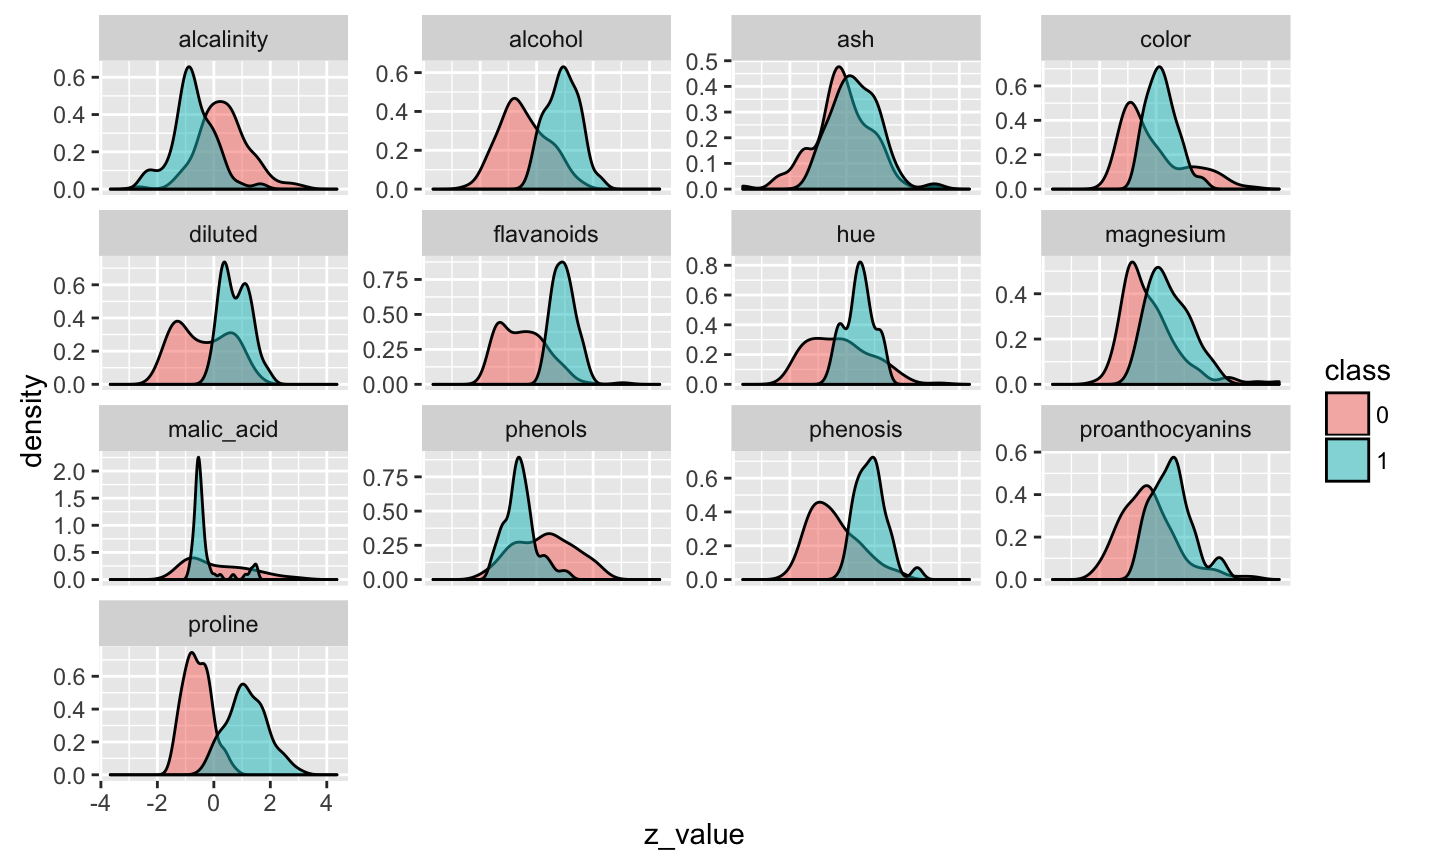 alcalinity alcohol ash color
0.6 0.4 0.2 0.0
0.6 0.4 0.2 0.0
0.5 0.4 0.3 0.2 0.1 0.0
0.6 0.4 0.2 0.0
diluted flavanoids hue magnesium
0.6 0.4 0.2 0.0
0.75 0.50 0.25 0.00
0.8 0.6 0.4 0.2 0.0
0.4 0.2 0.0
density
class
0
1
malic_acid phenols phenosis proanthocyanins
2.0 1.5 1.0 0.5 0.0
0.75 0.50 0.25 0.00
0.6 0.4 0.2 0.0
0.6 0.4 0.2 0.0
proline
0.6 0.4 0.2 0.0
-4 -2 0 2 4
z_value